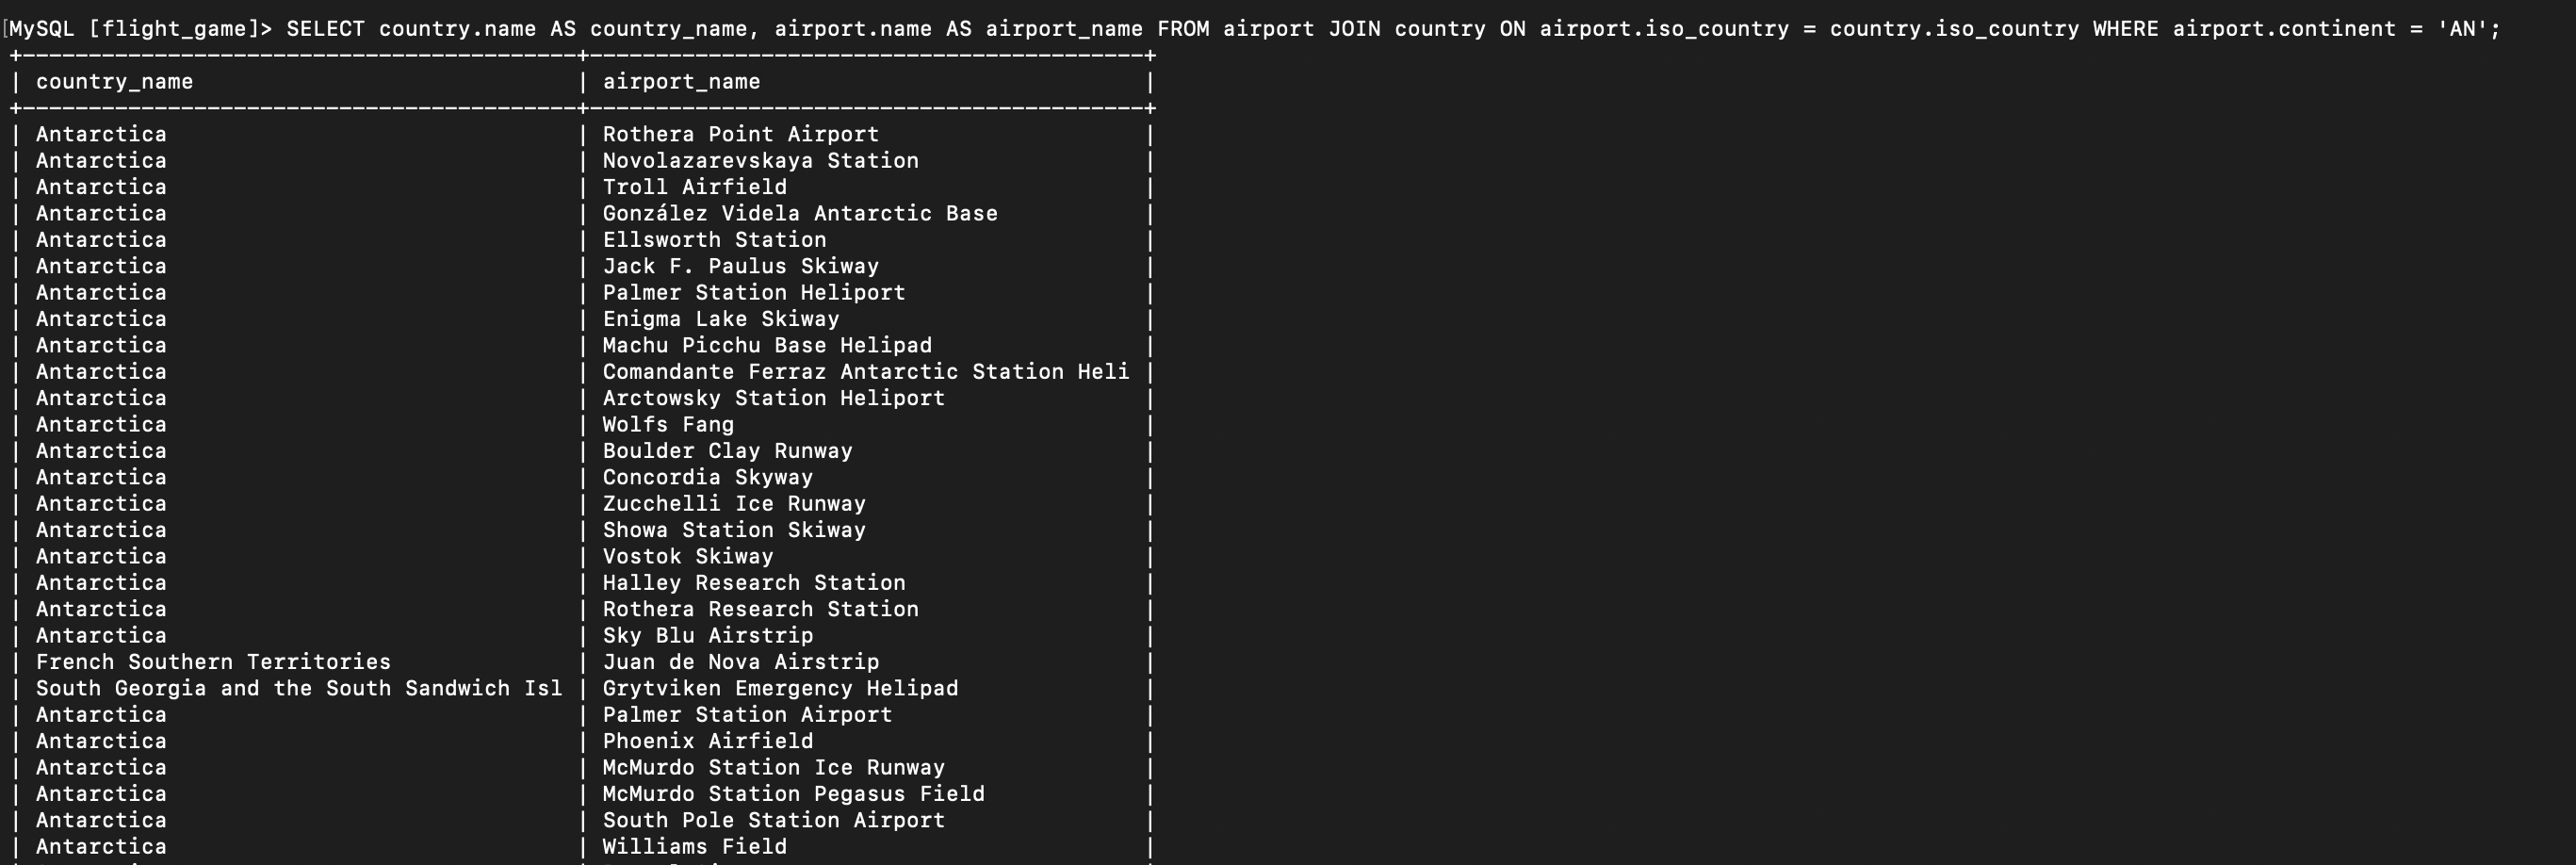 [MySQL [flight_game]> SELECT country.name AS country_name, airport.name AS airport_name FROM airport JOIN country ON airport.iso_country = country.iso_country WHERE airport.continent = 'AN';
+------------------------------------------+------------------------------------------+
| country_name                             | airport_name                             |
+------------------------------------------+------------------------------------------+
| Antarctica                               | Rothera Point Airport                    |
| Antarctica                               | Novolazarevskaya Station                 |
| Antarctica                               | Troll Airfield                           |
| Antarctica                               | González Videla Antarctic Base           |
| Antarctica                               | Ellsworth Station                        |
| Antarctica                               | Jack F. Paulus Skiway                    |
| Antarctica                               | Palmer Station Heliport                  |
| Antarctica                               | Enigma Lake Skiway                       |
| Antarctica                               | Machu Picchu Base Helipad                |
| Antarctica                               | Comandante Ferraz Antarctic Station Heli |
| Antarctica                               | Arctowsky Station Heliport               |
| Antarctica                               | Wolfs Fang                               |
| Antarctica                               | Boulder Clay Runway                      |
| Antarctica                               | Concordia Skyway                         |
| Antarctica                               | Zucchelli Ice Runway                     |
| Antarctica                               | Showa Station Skiway                     |
| Antarctica                               | Vostok Skiway                            |
| Antarctica                               | Halley Research Station                  |
| Antarctica                               | Rothera Research Station                 |
| Antarctica                               | Sky Blu Airstrip                         |
| French Southern Territories              | Juan de Nova Airstrip                    |
| South Georgia and the South Sandwich Isl | Grytviken Emergency Helipad              |
| Antarctica                               | Palmer Station Airport                   |
| Antarctica                               | Phoenix Airfield                         |
| Antarctica                               | McMurdo Station Ice Runway               |
| Antarctica                               | McMurdo Station Pegasus Field            |
| Antarctica                               | South Pole Station Airport               |
| Antarctica                               | Williams Field                           |